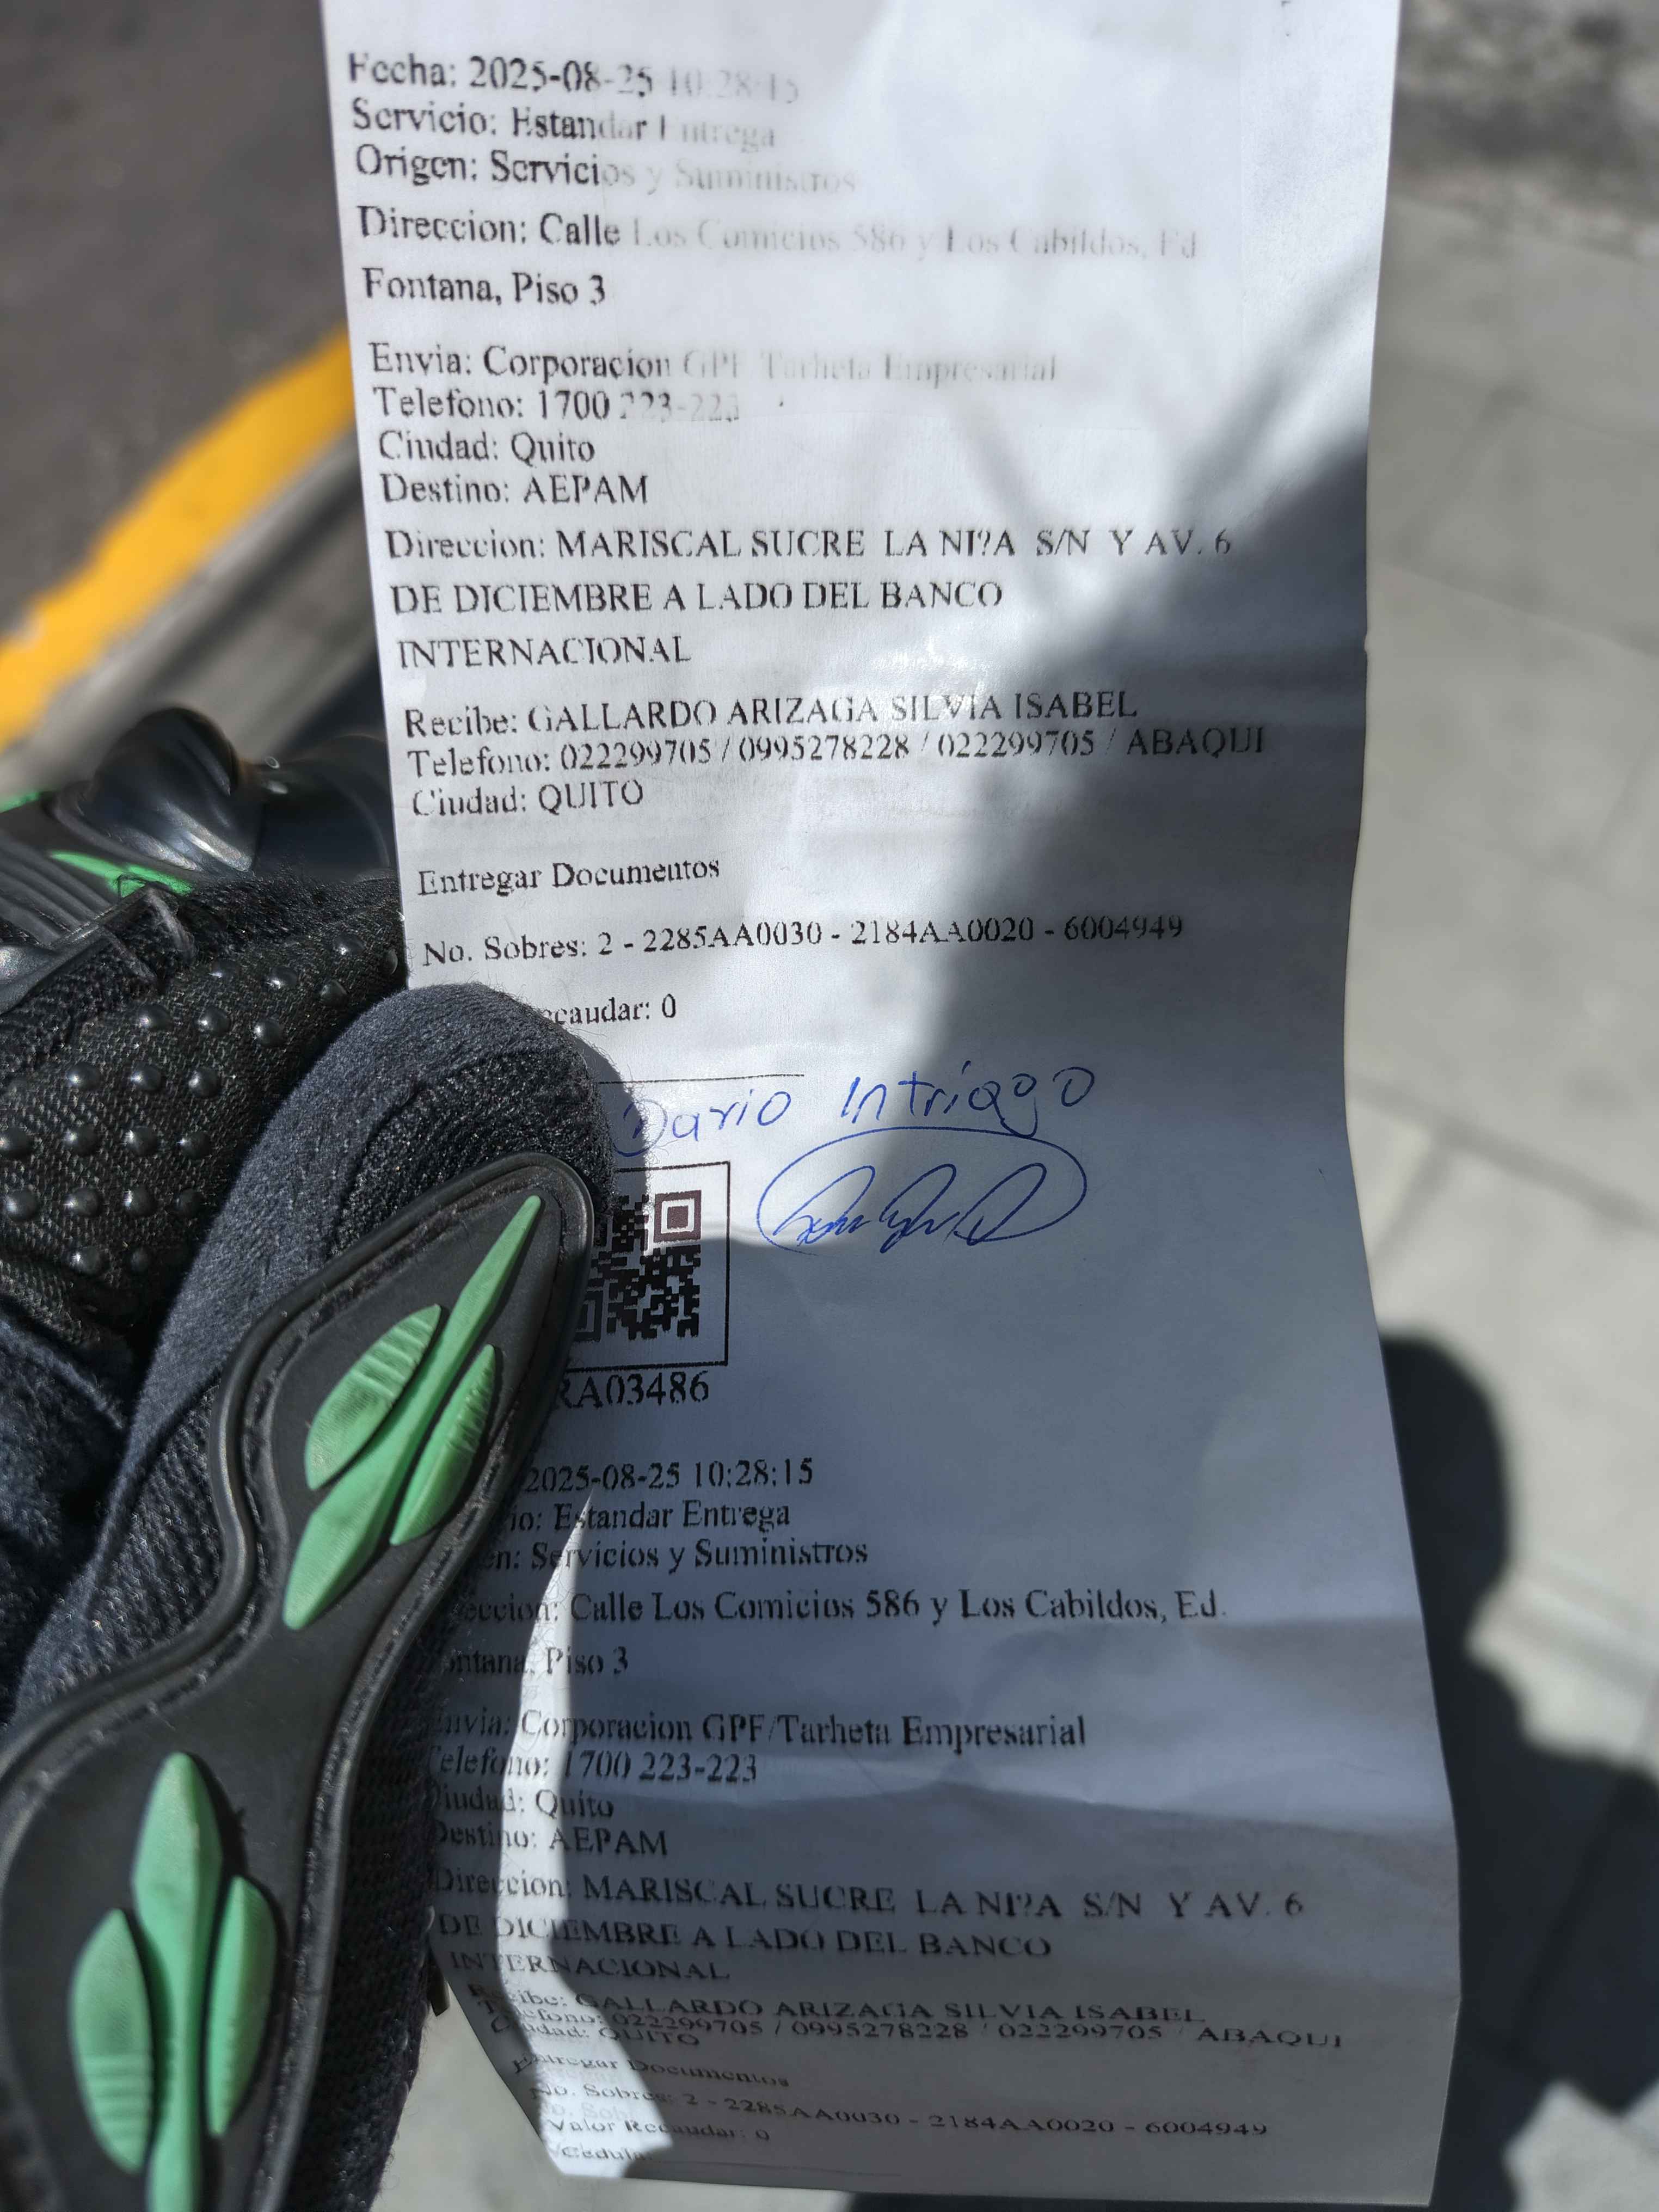 Fecha: 2025-08-25 10:28:15
Servicio: Estandar Entrega
Origen: Servicios y Suministros
Direccion: Calle Los Comicios 586 y Los Cabildos, Ed
Fontana, Piso 3
Envia: Corporacion GPF Tarheta Empresarial
Telefono: 1700 223-223
Ciudad: Quito
Destino: AEPAM
Direccion: MARISCAL SUCRE LA NI?A S/N Y AV. 6
DE DICIEMBRE A LADO DEL BANCO
INTERNACIONAL
Recibe: GALLARDO ARIZAGA SILVIA ISABEL
Telefono: 022299705 / 0995278228 / 022299705 / ABAQUI
Ciudad: QUITO
Entregar Documentos
No. Sobres: 2 - 2285AA0030 - 2184AA0020 - 6004949
ecaudar: 0
Dario Intriago
RA03486
2025-08-25 10:28:15
io: Estandar Entrega
en: Servicios y Suministros
eccion: Calle Los Comicios 586 y Los Cabildos, Ed.
ontana, Piso 3
nvia: Corporacion GPF/Tarheta Empresarial
Telefono: 1700 223-223
iudad: Quito
Destino: AEPAM
Direccion: MARISCAL SUCRE LA NI?A S/N Y AV. 6
DE DICIEMBRE A LADO DEL BANCO
INTERNACIONAL
Recibe: GALLARDO ARIZAGA SILVIA ISABEL
Telefono: 022299705 / 0995278228 / 022299705 / ABAQUI
Ciudad: QUITO
Entregar Documentos
No. Sobres: 2 - 2285AA0030 - 2184AA0020 - 6004949
Valor Recaudar: 0
Cedula